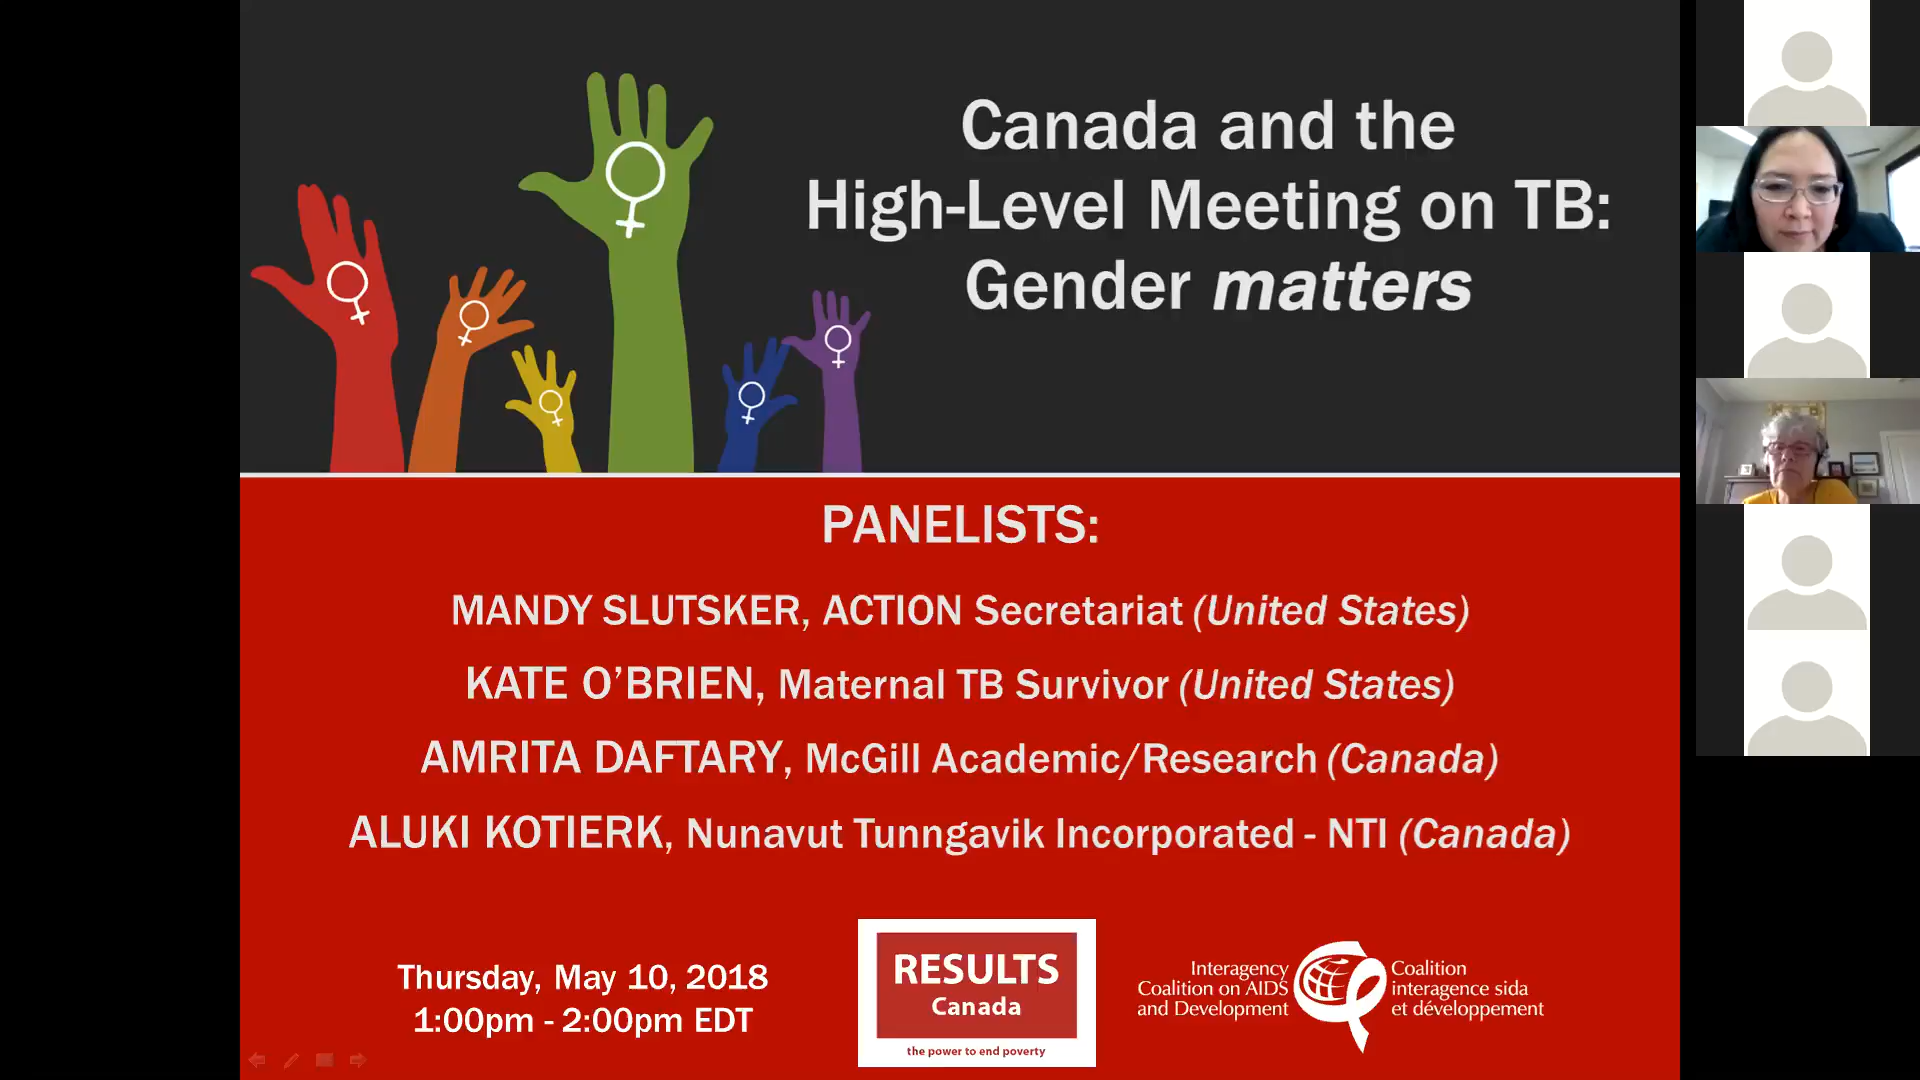 Canada and the
High-Level Meeting on TB:
Gender matters
PANELISTS:
MANDY SLUTSKER, ACTION Secretariat (United States)
KATE O’BRIEN, Maternal TB Survivor (United States)
AMRITA DAFTARY, McGill Academic/Research (Canada)
ALUKI KOTIERK, Nunavut Tunngavik Incorporated - NTI (Canada)
Thursday, May 10, 2018
1:00pm - 2:00pm EDT
RESULTS
Canada
the power to end poverty
Interagency
Coalition on AIDS
and Development
Coalition
interagence sida
et développement